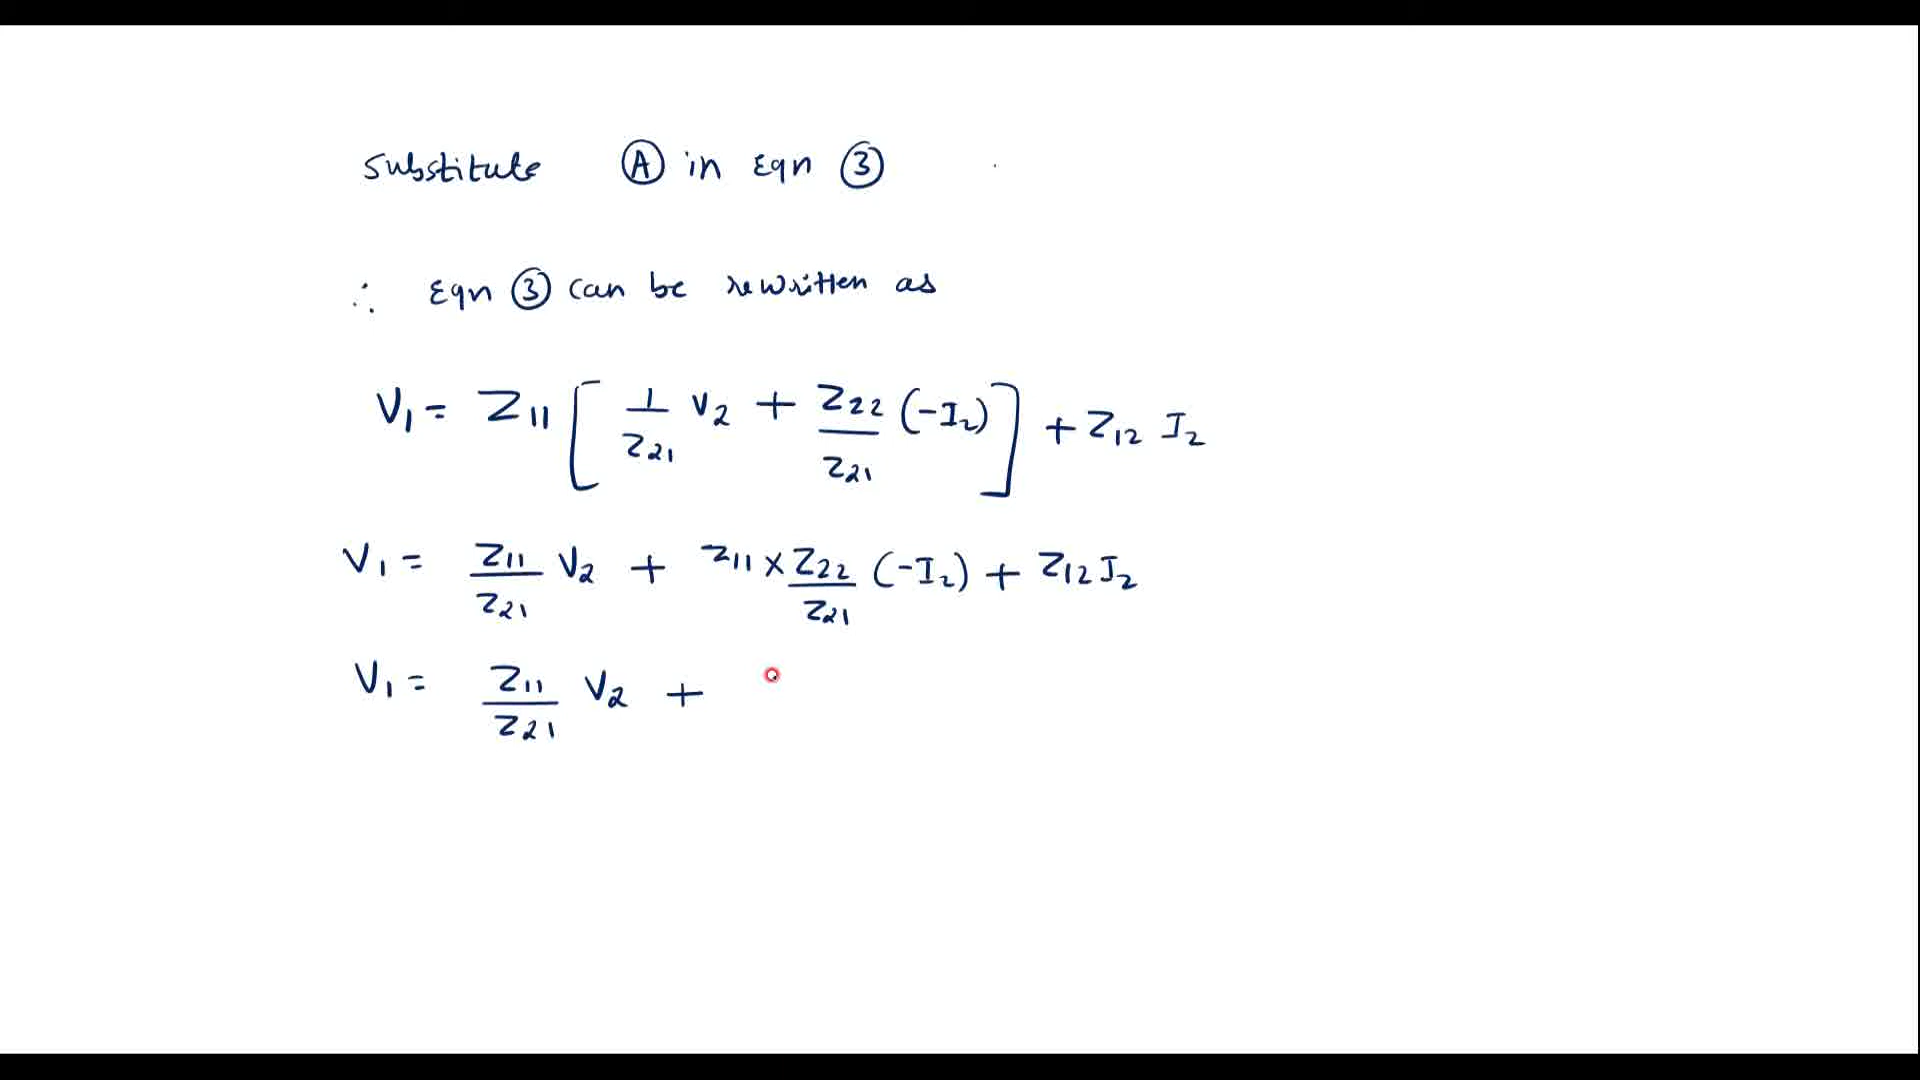 Substitute Ⓐ in Eqn ③
∴ Eqn ③ can be rewritten as
V₁ = Z₁₁ [ 1/Z₂₁ V₂ + Z₂₂/Z₂₁ (-I₂) ] + Z₁₂ I₂
V₁ = Z₁₁/Z₂₁ V₂ + Z₁₁ × Z₂₂/Z₂₁ (-I₂) + Z₁₂ I₂
V₁ = Z₁₁/Z₂₁ V₂ +